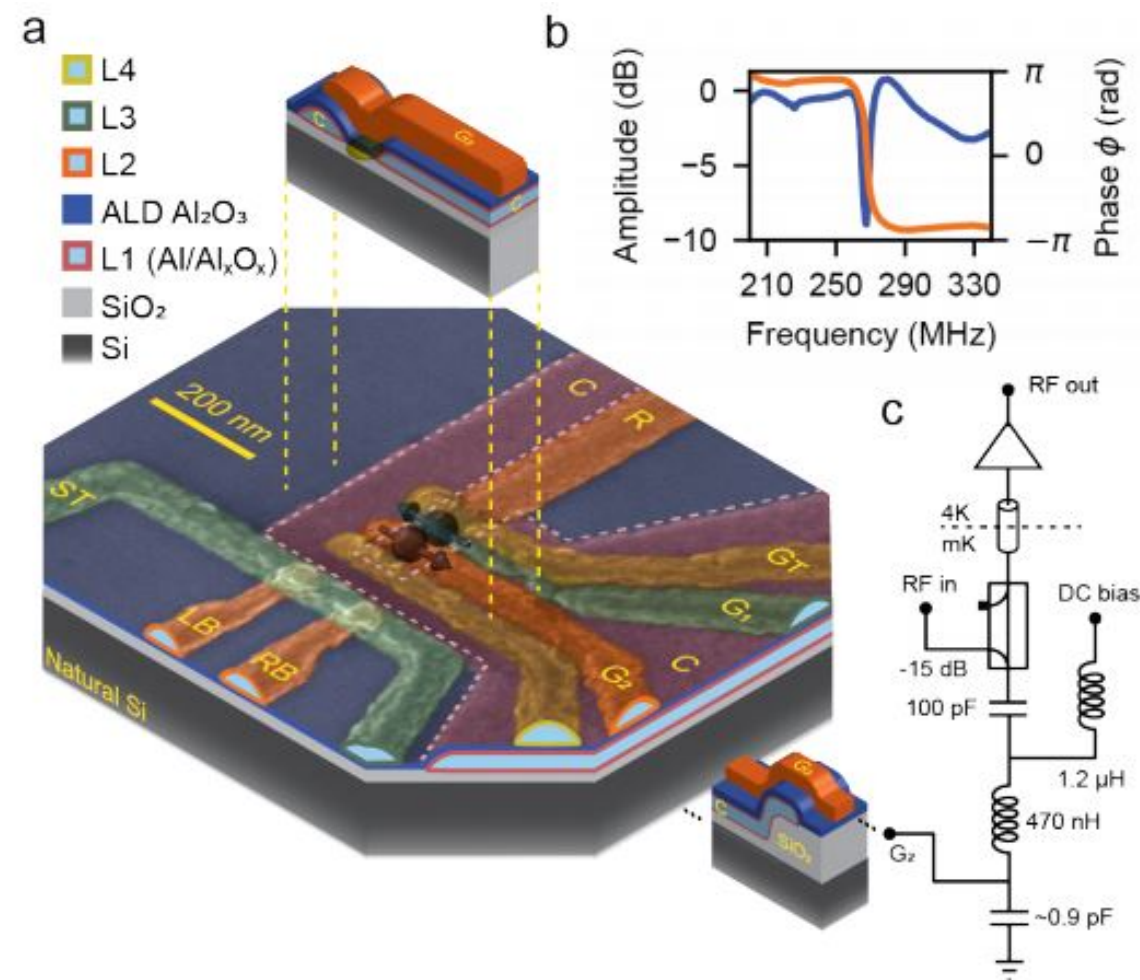 a
L4
L3
L2
ALD Al₂O₃
L1 (Al/AlₓOₓ)
SiO₂
Si
C
G₂
C
200 nm
ST
LB
RB
C
R
GT
G₁
C
G₂
Natural Si
C
G₂
SiO₂
b
Amplitude (dB)
0
−5
−10
π
0
−π
Phase ϕ (rad)
210 250 290 330
Frequency (MHz)
c
RF out
4K
mK
RF in
DC bias
-15 dB
100 pF
1.2 μH
470 nH
G₂
~0.9 pF